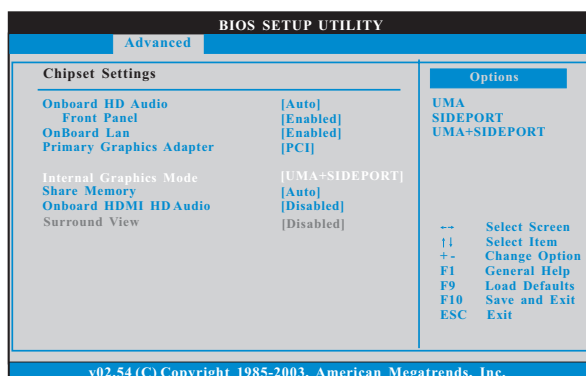 BIOS SETUP UTILITY
Advanced
Chipset Settings
Onboard HD Audio [Auto]
Front Panel [Enabled]
OnBoard Lan [Enabled]
Primary Graphics Adapter [PCI]
Internal Graphics Mode [UMA+SIDEPORT]
Share Memory [Auto]
Onboard HDMI HD Audio [Disabled]
Surround View [Disabled]
Options
UMA
SIDEPORT
UMA+SIDEPORT
←→ Select Screen
↑↓ Select Item
+- Change Option
F1 General Help
F9 Load Defaults
F10 Save and Exit
ESC Exit
v02.54 (C) Copyright 1985-2003, American Megatrends, Inc.